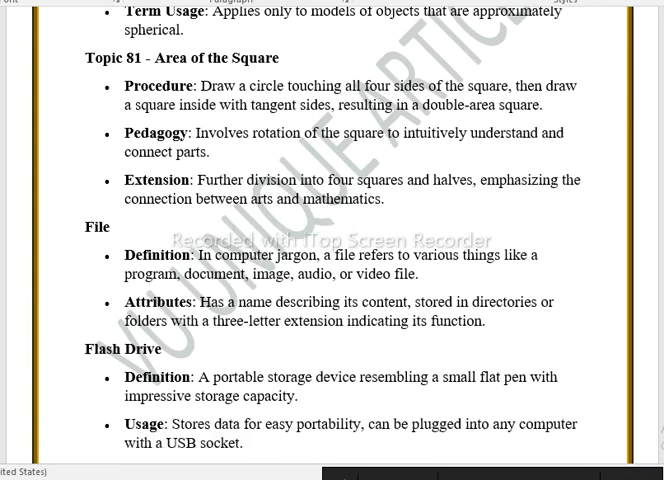 Paragraph
Styles
• Term Usage: Applies only to models of objects that are approximately
spherical.
Topic 81 - Area of the Square
• Procedure: Draw a circle touching all four sides of the square, then draw
a square inside with tangent sides, resulting in a double-area square.
• Pedagogy: Involves rotation of the square to intuitively understand and
connect parts.
• Extension: Further division into four squares and halves, emphasizing the
connection between arts and mathematics.
File
Recorded with iTop Screen Recorder
• Definition: In computer jargon, a file refers to various things like a
program, document, image, audio, or video file.
• Attributes: Has a name describing its content, stored in directories or
folders with a three-letter extension indicating its function.
Flash Drive
• Definition: A portable storage device resembling a small flat pen with
impressive storage capacity.
• Usage: Stores data for easy portability, can be plugged into any computer
with a USB socket.
VU UNIQUE ARTICE
ited States)